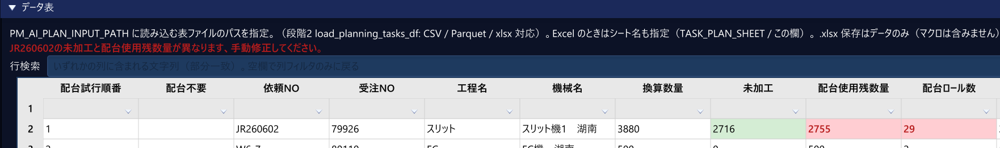 ▼ データ表
PM_AI_PLAN_INPUT_PATH に読み込む表ファイルのパスを指定。（段階2 load_planning_tasks_df: CSV / Parquet / xlsx 対応）。Excel のときはシート名も指定（TASK_PLAN_SHEET / この欄）。.xlsx 保存はデータのみ（マクロは含みません）
JR260602の未加工と配台使用残数量が異なります、手動修正してください。
行検索 いずれかの列に含まれる文字列（部分一致）。空欄で列フィルタのみに戻る
配台試行順番 配台不要 依頼NO 受注NO 工程名 機械名 換算数量 未加工 配台使用残数量 配台ロール数
1
2 1 JR260602 79926 スリット スリット機1 湖南 3880 2716 2755 29